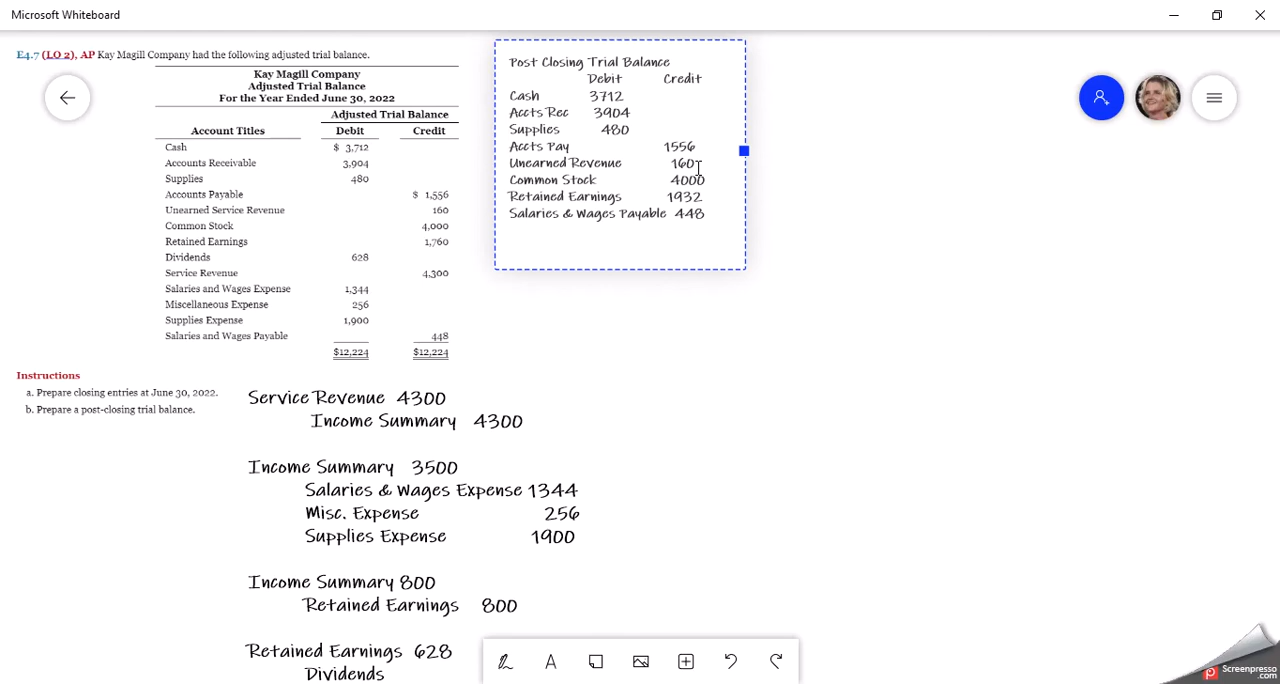 Microsoft Whiteboard
E4.7 (LO 2), AP Kay Magill Company had the following adjusted trial balance.
Kay Magill Company
Adjusted Trial Balance
For the Year Ended June 30, 2022
Adjusted Trial Balance
Account Titles Debit Credit
Cash $ 3,712
Accounts Receivable 3,904
Supplies 480
Accounts Payable $ 1,556
Unearned Service Revenue 160
Common Stock 4,000
Retained Earnings 1,760
Dividends 628
Service Revenue 4,300
Salaries and Wages Expense 1,344
Miscellaneous Expense 256
Supplies Expense 1,900
Salaries and Wages Payable 448
$12,224 $12,224
Instructions
a. Prepare closing entries at June 30, 2022.
b. Prepare a post-closing trial balance.
Post Closing Trial Balance
Debit Credit
Cash 3712
Accts Rec 3904
Supplies 480
Accts Pay 1556
Unearned Revenue 160
Common Stock 4000
Retained Earnings 1932
Salaries & Wages Payable 448
Service Revenue 4300
Income Summary 4300
Income Summary 3500
Salaries & Wages Expense 1344
Misc. Expense 256
Supplies Expense 1900
Income Summary 800
Retained Earnings 800
Retained Earnings 628
Dividends
A
Screenpresso
.com